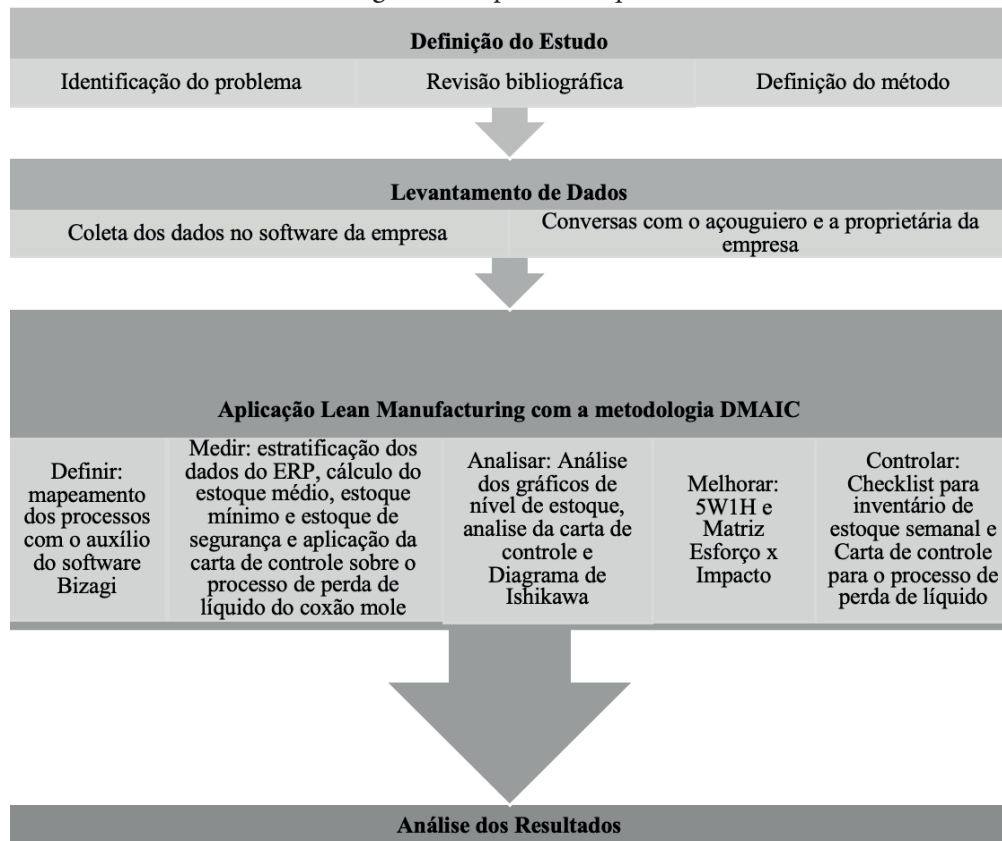 Definição do Estudo
Identificação do problema
Revisão bibliográfica
Definição do método
Levantamento de Dados
Coleta dos dados no software da empresa
Conversas com o açouguiero e a proprietária da
empresa
Aplicação Lean Manufacturing com a metodologia DMAIC
Definir:
mapeamento
dos processos
com o auxílio
do software
Bizagi
Medir: estratificação dos
dados do ERP, cálculo do
estoque médio, estoque
mínimo e estoque de
segurança e aplicação da
carta de controle sobre o
processo de perda de
líquido do coxão mole
Analisar: Análise
dos gráficos de
nível de estoque,
analise da carta de
controle e
Diagrama de
Ishikawa
Melhorar:
5W1H e
Matriz
Esforço x
Impacto
Controlar:
Checklist para
inventário de
estoque semanal e
Carta de controle
para o processo de
perda de líquido
Análise dos Resultados